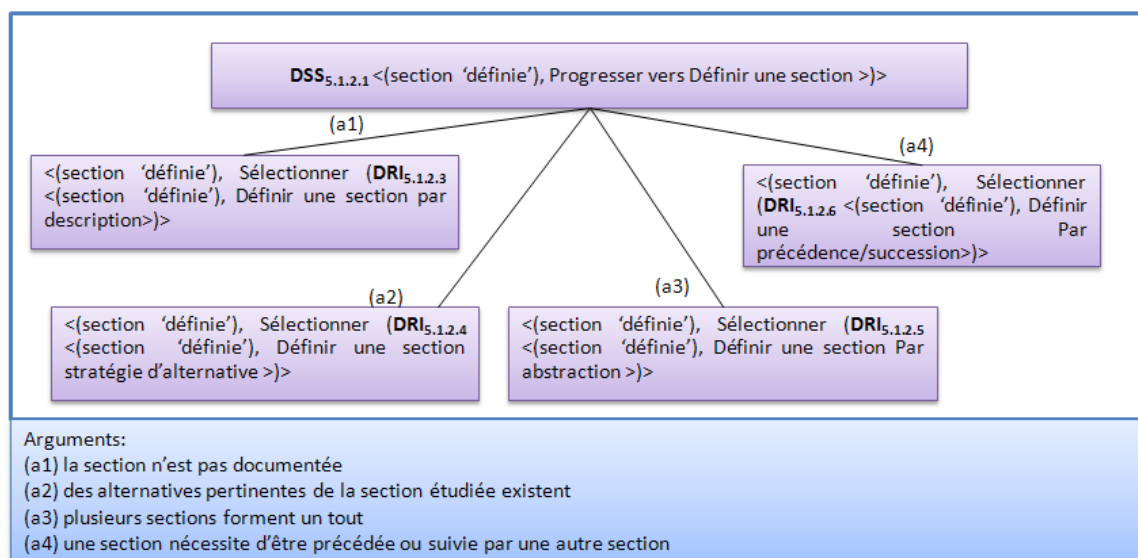 DSS5.1.2.1 <(section ‘définie’), Progresser vers Définir une section >)>
(a1)
<(section ‘définie’), Sélectionner (DRI5.1.2.3
<(section ‘définie’), Définir une section par
description>)>
(a4)
<(section ‘définie’), Sélectionner
(DRI5.1.2.6 <(section ‘définie’), Définir
une section Par
précédence/succession>)>
(a2)
<(section ‘définie’), Sélectionner (DRI5.1.2.4
<(section ‘définie’), Définir une section
stratégie d’alternative >)>
(a3)
<(section ‘définie’), Sélectionner (DRI5.1.2.5
<(section ‘définie’), Définir une section Par
abstraction >)>
Arguments:
(a1) la section n’est pas documentée
(a2) des alternatives pertinentes de la section étudiée existent
(a3) plusieurs sections forment un tout
(a4) une section nécessite d’être précédée ou suivie par une autre section